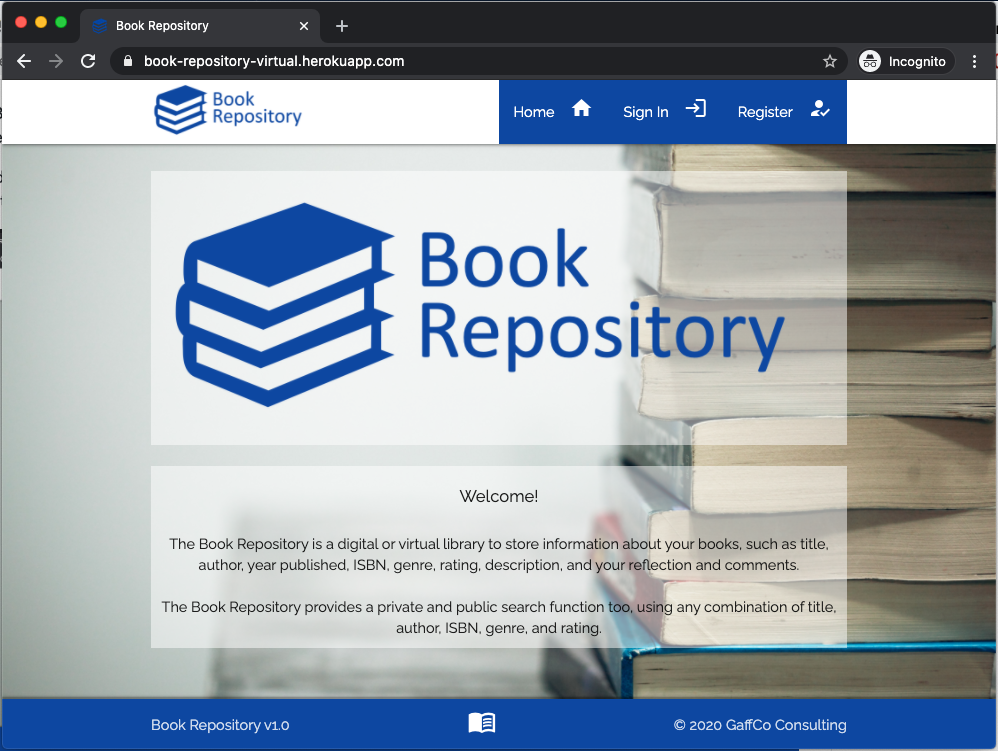 Book Repository
book-repository-virtual.herokuapp.com
Incognito
Book
Repository
Home
Sign In
Register
Book
Repository
Welcome!
The Book Repository is a digital or virtual library to store information about your books, such as title,
author, year published, ISBN, genre, rating, description, and your reflection and comments.
The Book Repository provides a private and public search function too, using any combination of title,
author, ISBN, genre, and rating.
Book Repository v1.0
© 2020 GaffCo Consulting